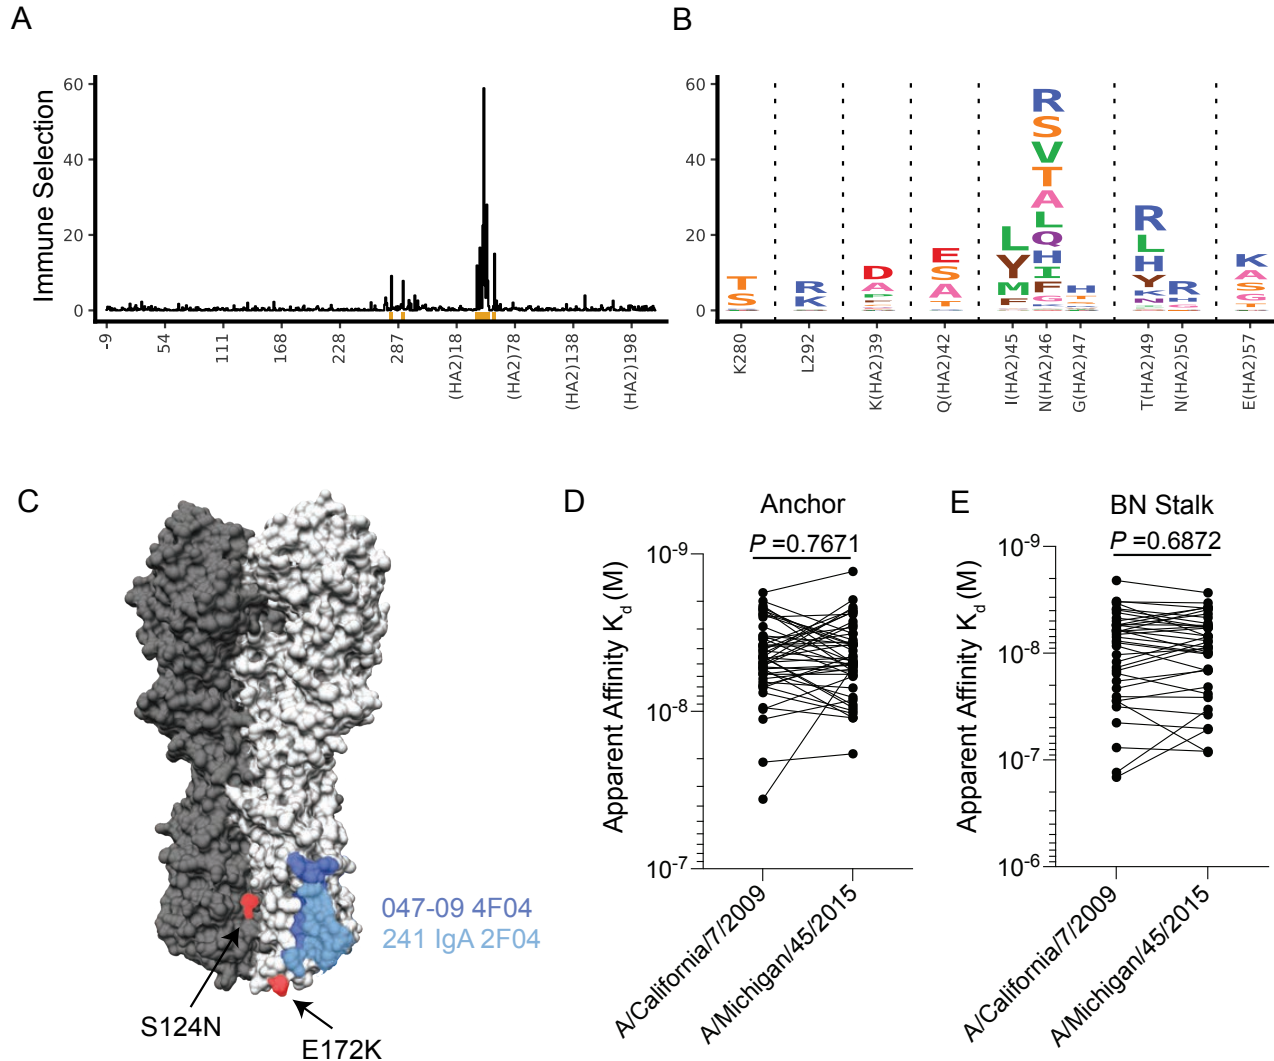 A
Immune Selection
60
40
20
0
-9
54
111
168
228
287
(HA2)18
(HA2)78
(HA2)138
(HA2)198
B
60
40
20
0
T
S
R
K
D
A
P
E
S
A
T
L
Y
M
F
R
S
V
T
A
L
Q
H
I
F
G
H
T
R
L
H
Y
K
N
R
H
G
K
A
S
G
T
K280
L292
K(HA2)39
Q(HA2)42
I(HA2)45
N(HA2)46
G(HA2)47
T(HA2)49
N(HA2)50
E(HA2)57
C
047-09 4F04
241 IgA 2F04
S124N
E172K
D
Anchor
P =0.7671
Apparent Affinity Kd (M)
10-9
10-8
10-7
A/California/7/2009
A/Michigan/45/2015
E
BN Stalk
P =0.6872
Apparent Affinity Kd (M)
10-9
10-8
10-7
10-6
A/California/7/2009
A/Michigan/45/2015